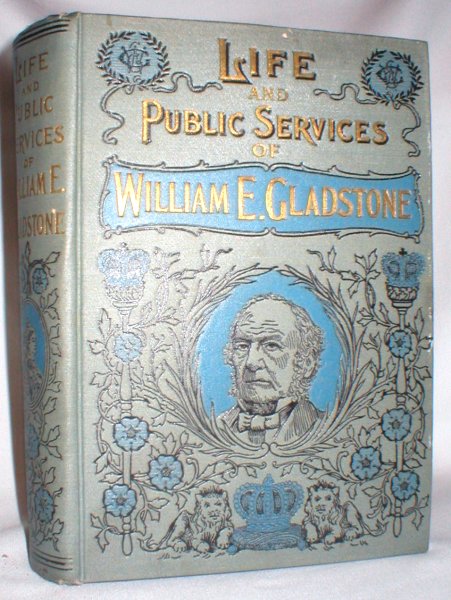 LIFE
AND
PUBLIC
SERVICES
OF
WILLIAM E.
GLADSTONE
LIFE
AND
PUBLIC SERVICES
OF
WILLIAM E. GLADSTONE